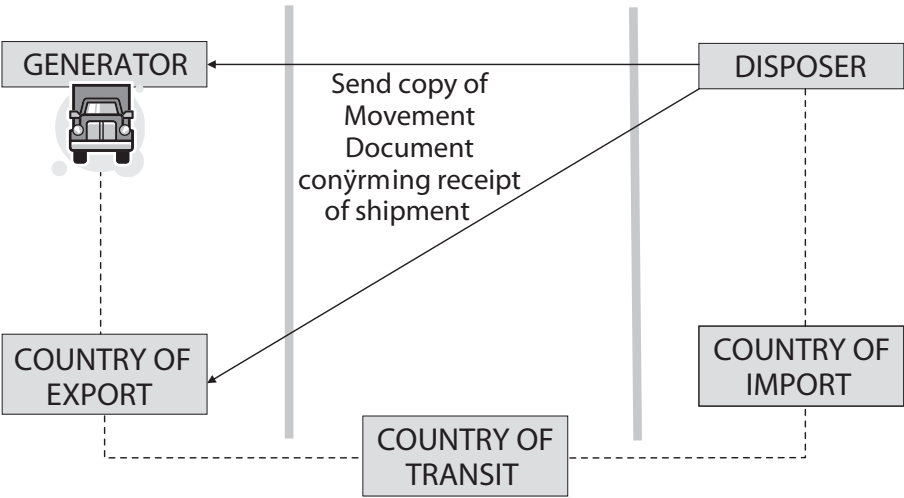 GENERATOR
DISPOSER
Send copy of
Movement
Document
conÿrming receipt
of shipment
COUNTRY OF
EXPORT
COUNTRY OF
IMPORT
COUNTRY OF
TRANSIT